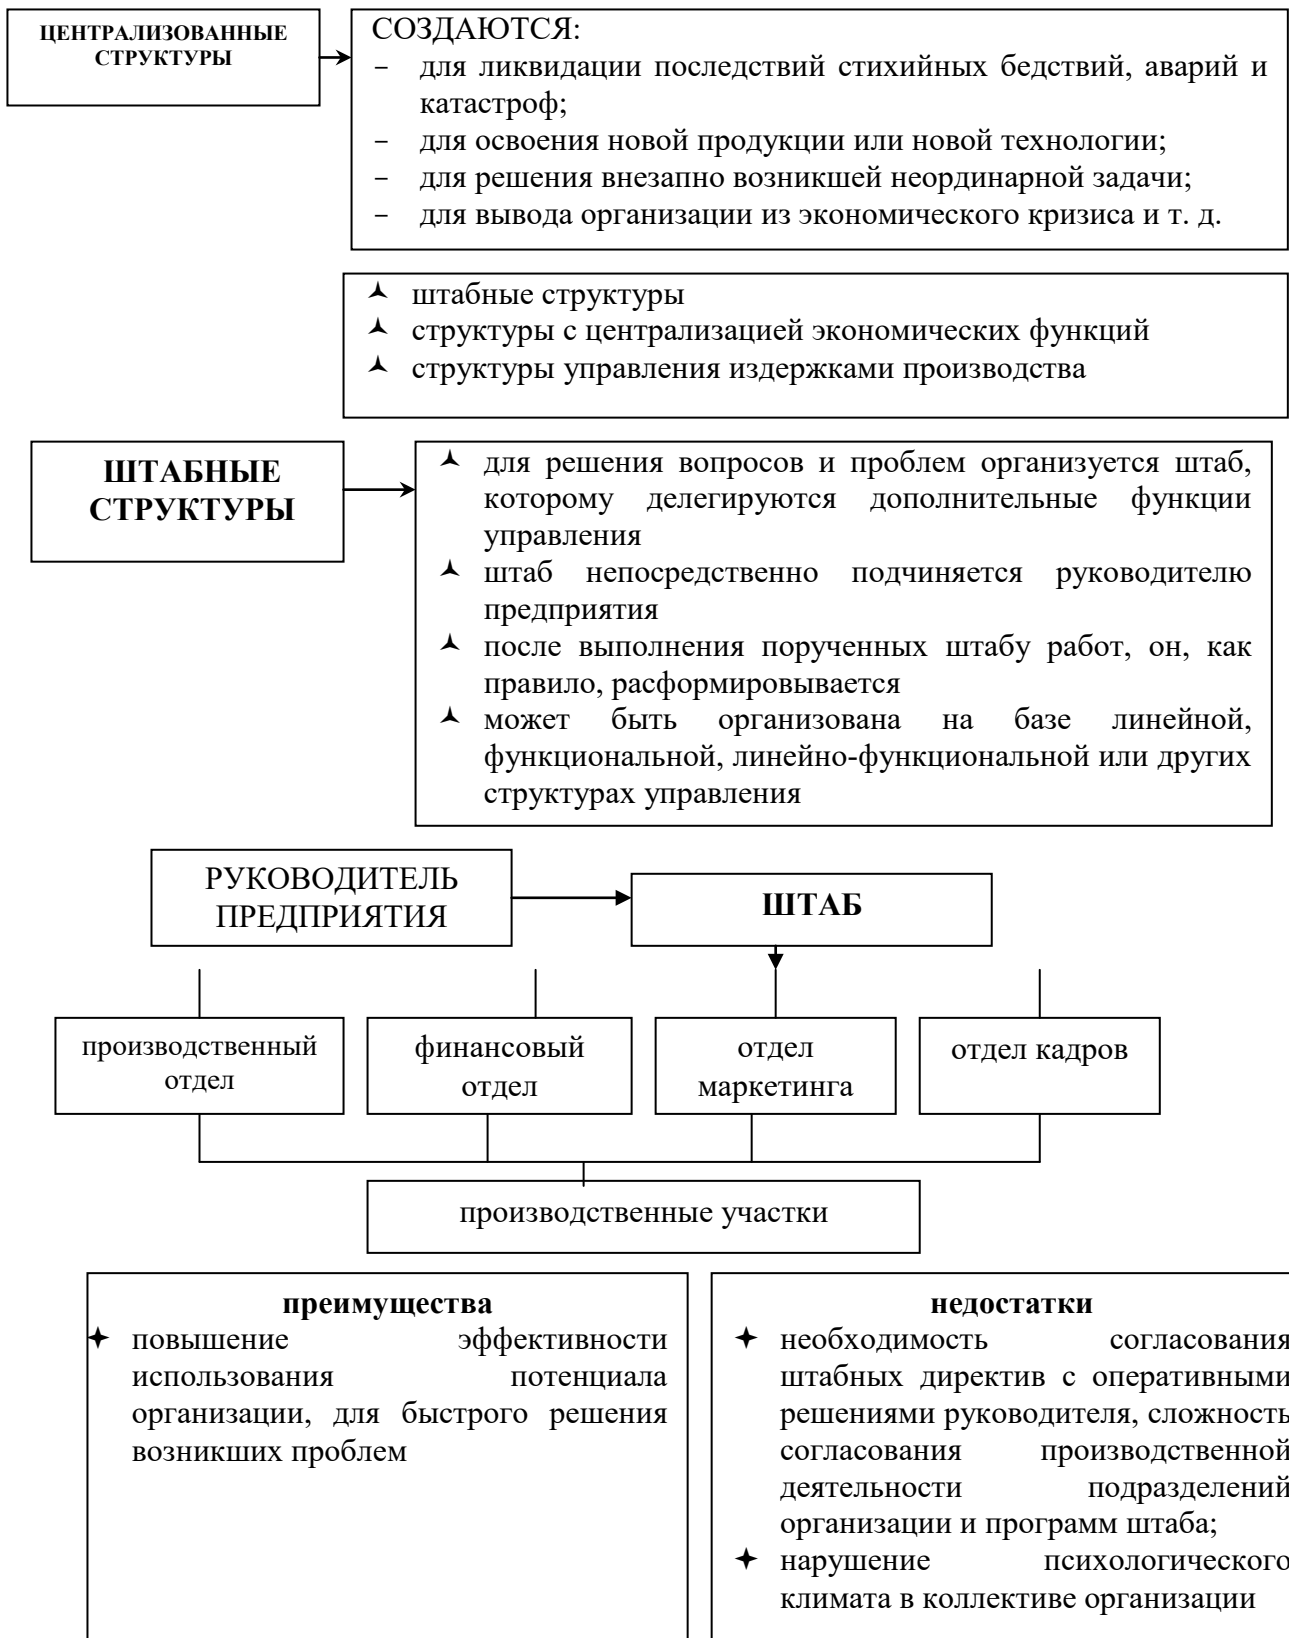 ЦЕНТРАЛИЗОВАННЫЕ
СТРУКТУРЫ
СОЗДАЮТСЯ:
- для ликвидации последствий стихийных бедствий, аварий и
катастроф;
- для освоения новой продукции или новой технологии;
- для решения внезапно возникшей неординарной задачи;
- для вывода организации из экономического кризиса и т. д.
штабные структуры
структуры с централизацией экономических функций
структуры управления издержками производства
ШТАБНЫЕ
СТРУКТУРЫ
для решения вопросов и проблем организуется штаб,
которому делегируются дополнительные функции
управления
штаб непосредственно подчиняется руководителю
предприятия
после выполнения порученных штабу работ, он, как
правило, расформировывается
может быть организована на базе линейной,
функциональной, линейно-функциональной или других
структурах управления
РУКОВОДИТЕЛЬ
ПРЕДПРИЯТИЯ
ШТАБ
производственный
отдел
финансовый
отдел
отдел
маркетинга
отдел кадров
производственные участки
преимущества
повышение эффективности
использования потенциала
организации, для быстрого решения
возникших проблем
недостатки
необходимость согласования
штабных директив с оперативными
решениями руководителя, сложность
согласования производственной
деятельности подразделений
организации и программ штаба;
нарушение психологического
климата в коллективе организации